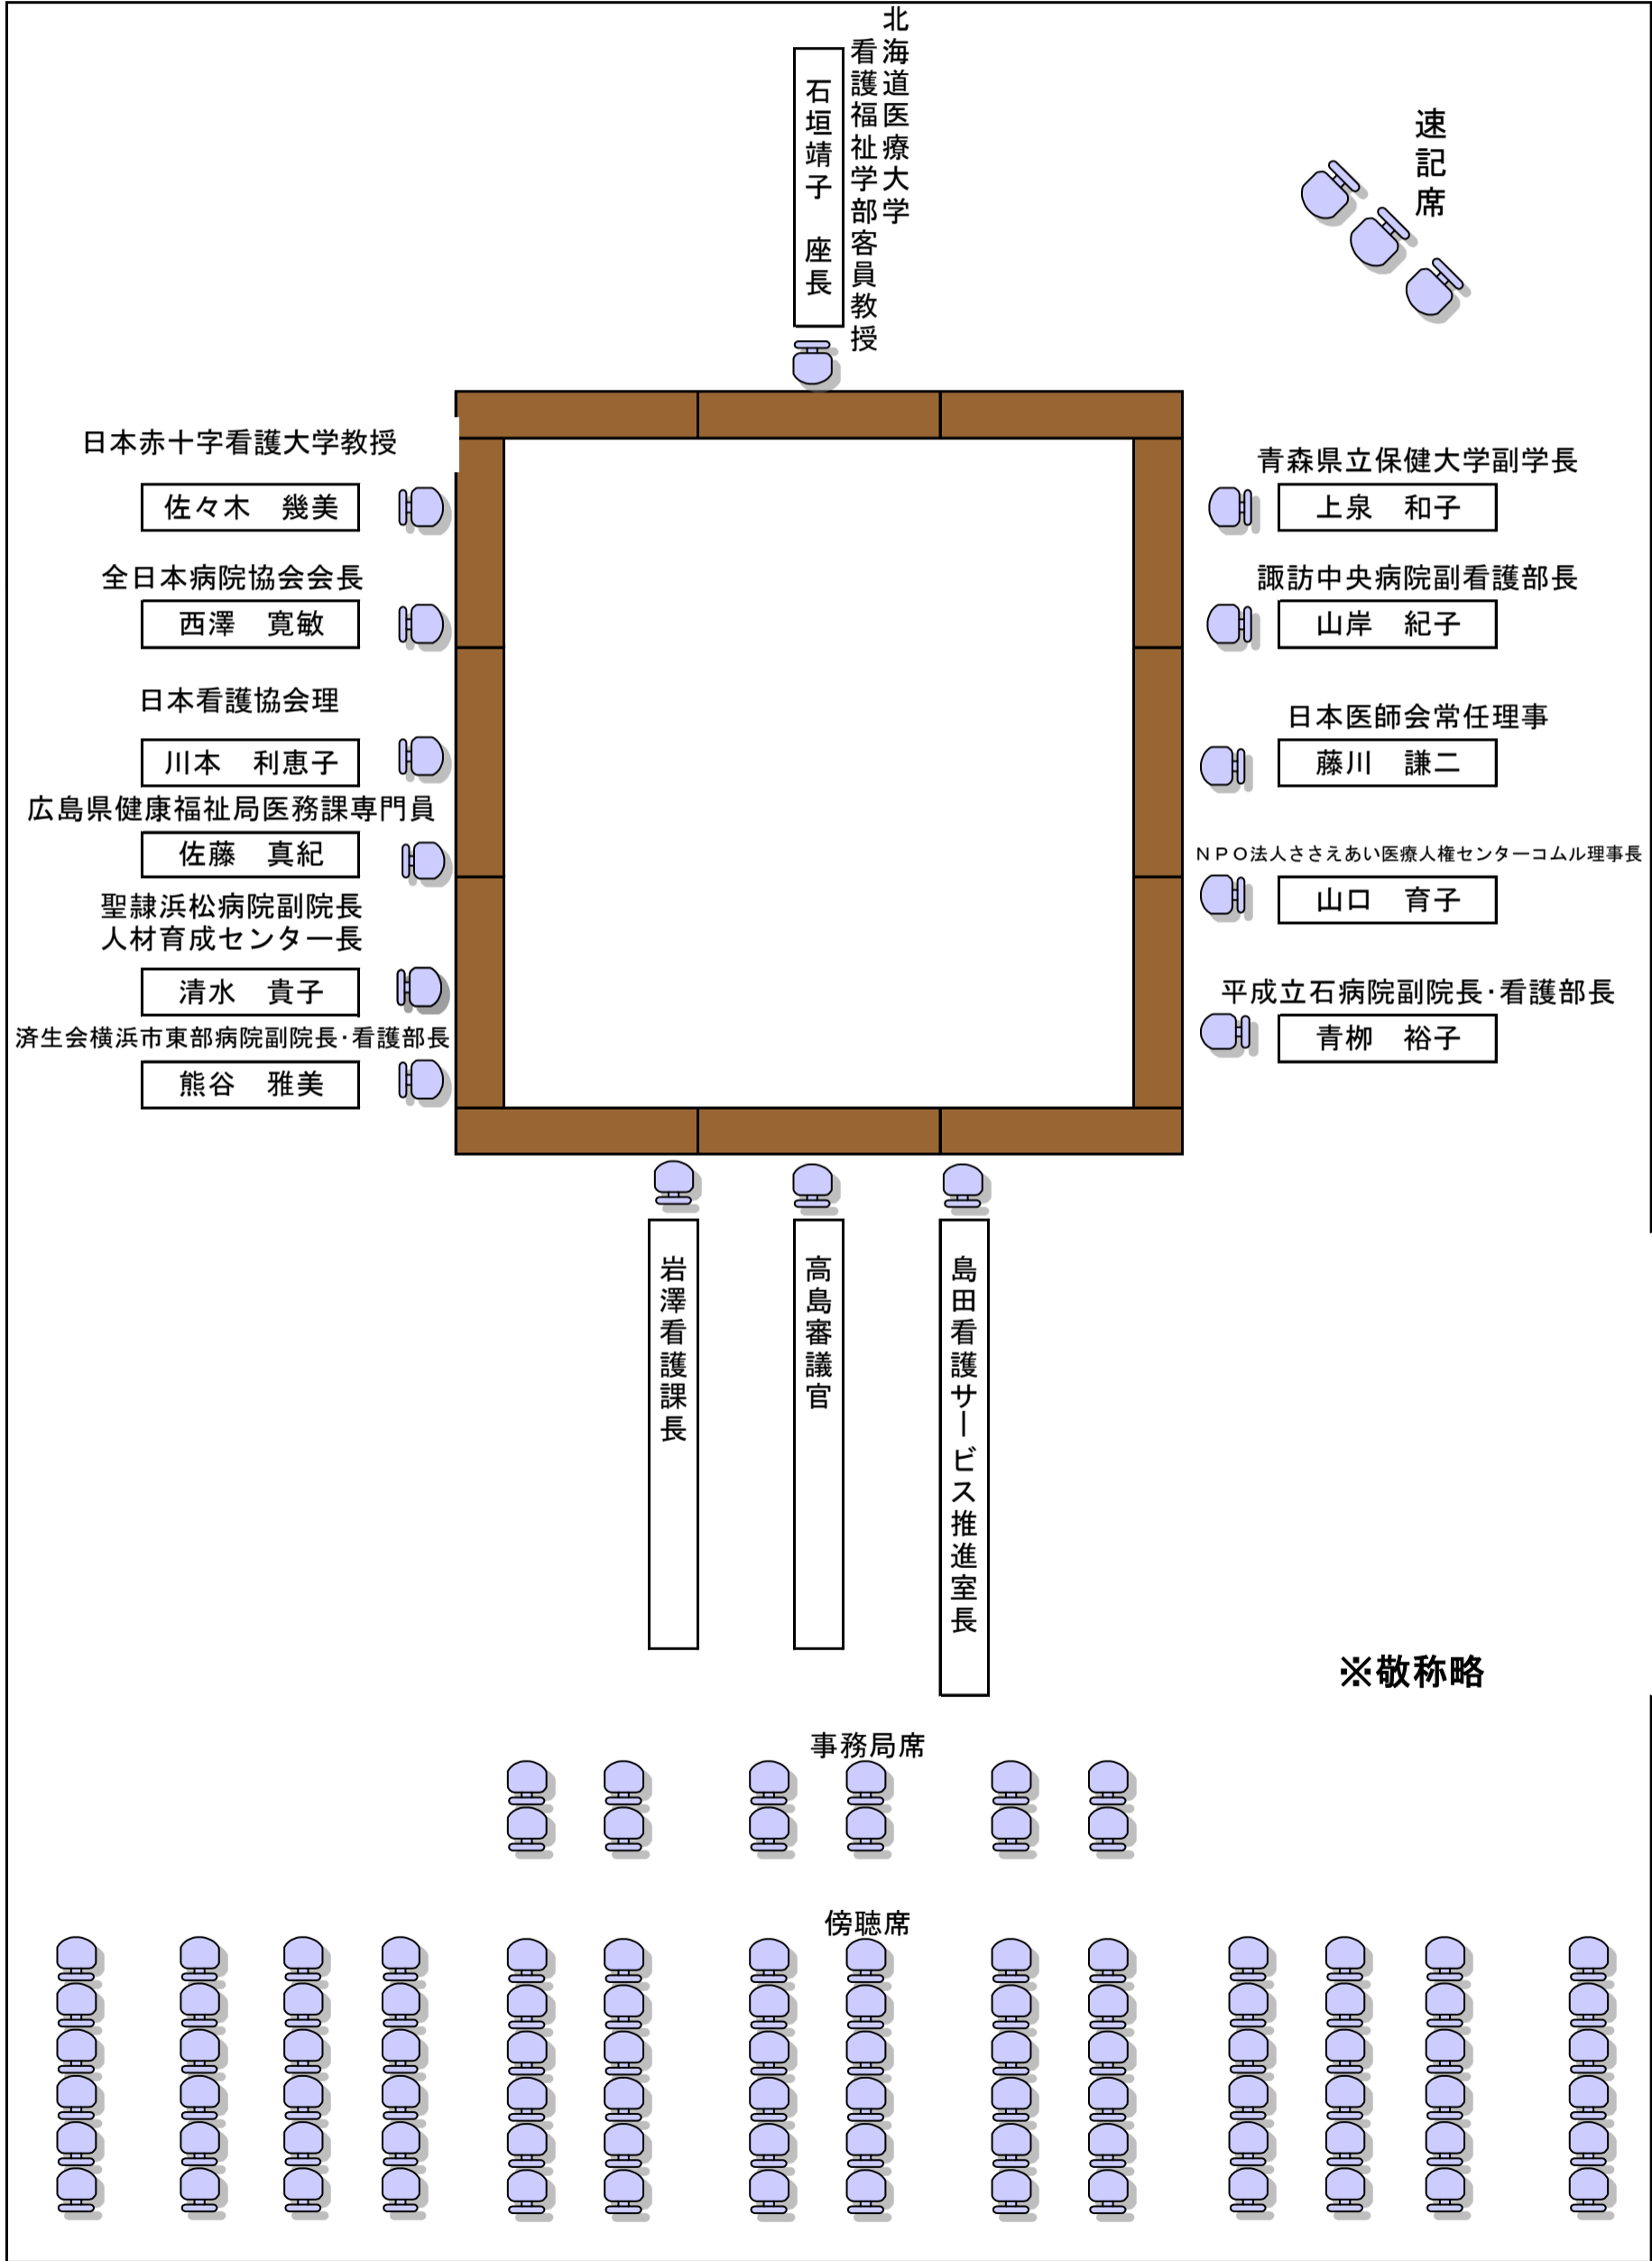 北海道医療大学
看護福祉学部客員教授
石垣靖子　座長
速記席
日本赤十字看護大学教授
佐々木　幾美
全日本病院協会会長
西澤　寛敏
日本看護協会理
川本　利恵子
広島県健康福祉局医務課専門員
佐藤　真紀
聖隷浜松病院副院長
人材育成センター長
清水　貴子
済生会横浜市東部病院副院長･看護部長
熊谷　雅美
青森県立保健大学副学長
上泉　和子
諏訪中央病院副看護部長
山岸　紀子
日本医師会常任理事
藤川　謙二
ＮＰＯ法人ささえあい医療人権センターコムル理事長
山口　育子
平成立石病院副院長･看護部長
青栁　裕子
岩澤看護課長
高島審議官
島田看護サービス推進室長
※敬称略
事務局席
傍聴席